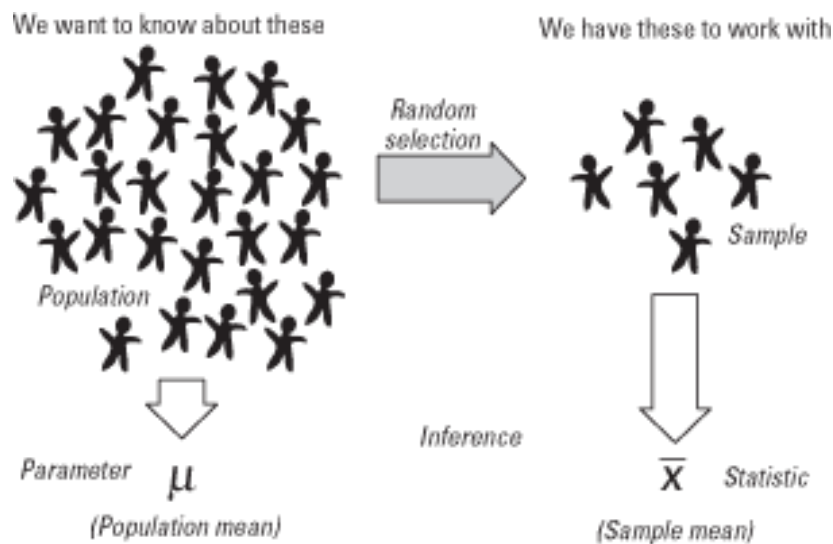 We want to know about these
We have these to work with
Random
selection
Sample
Population
Inference
Parameter μ
x̄ Statistic
(Population mean)
(Sample mean)